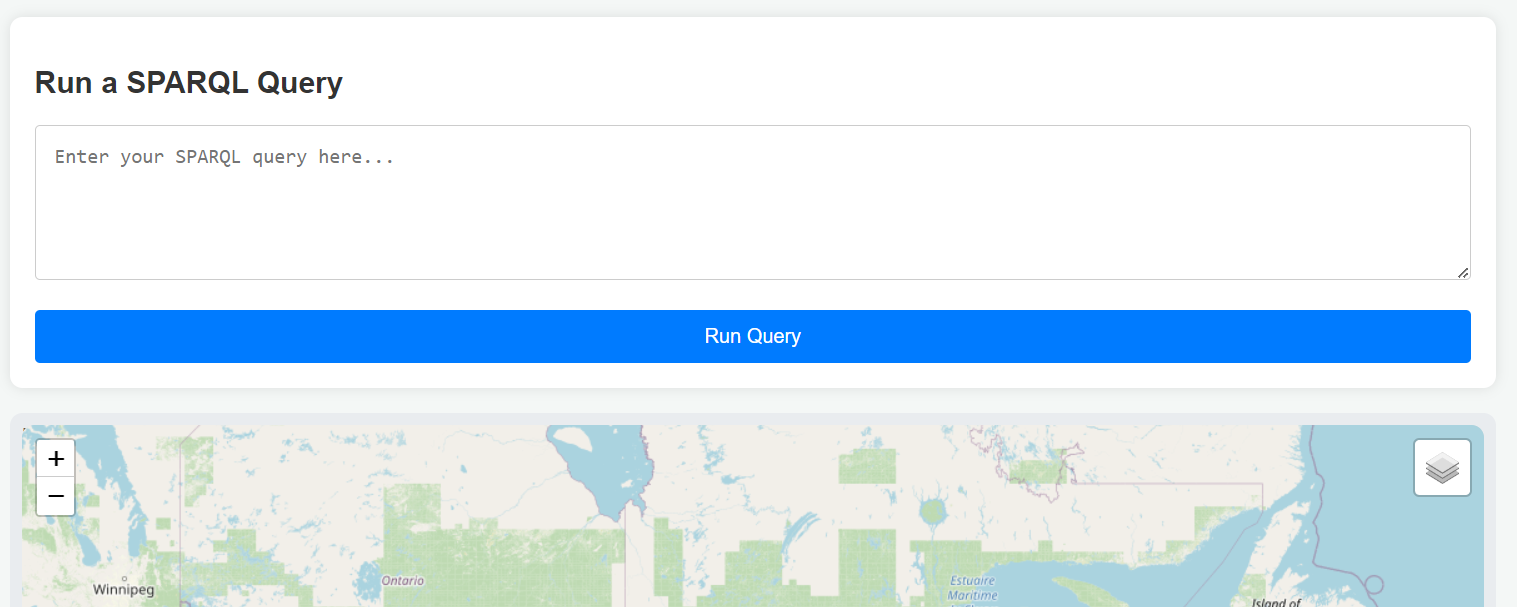 Run a SPARQL Query
Enter your SPARQL query here...
Run Query
+
−
Winnipeg
Ontario
Estuaire
Maritime
Island of